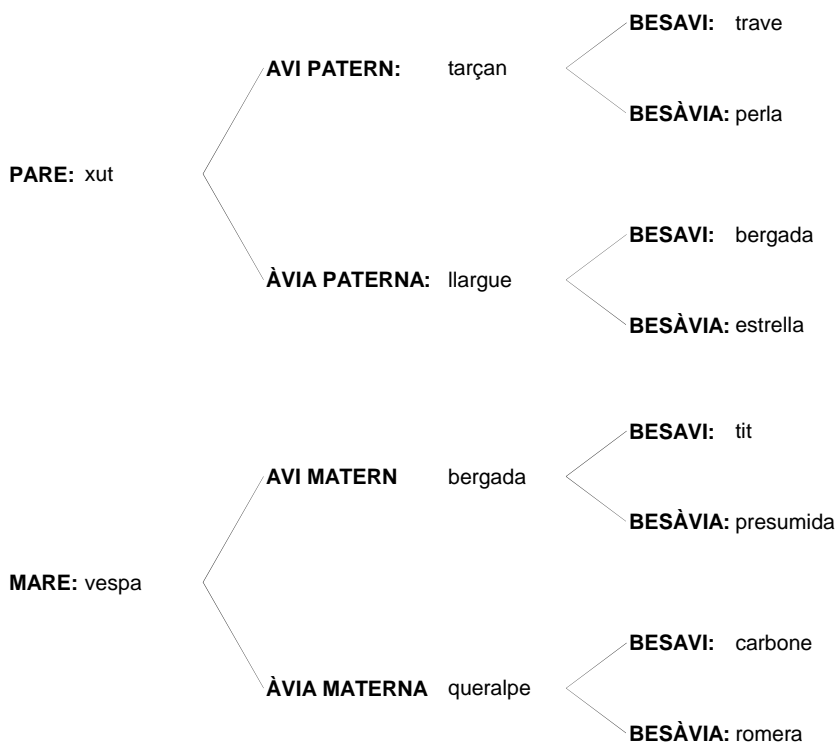 BESAVI: trave
AVI PATERN: tarçan
BESÀVIA: perla
PARE: xut
BESAVI: bergada
ÀVIA PATERNA: llargue
BESÀVIA: estrella
BESAVI: tit
AVI MATERN bergada
BESÀVIA: presumida
MARE: vespa
BESAVI: carbone
ÀVIA MATERNA queralpe
BESÀVIA: romera